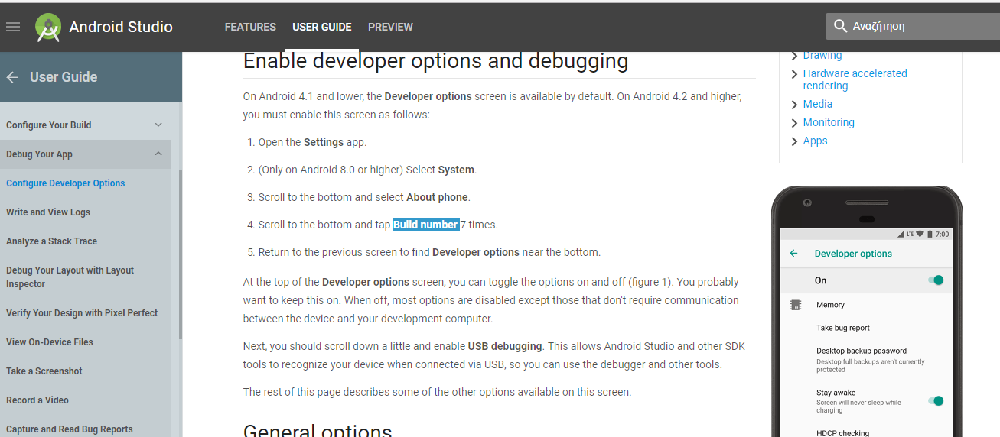 Android Studio
FEATURES
USER GUIDE
PREVIEW
Αναζήτηση
User Guide
Configure Your Build
Debug Your App
Configure Developer Options
Write and View Logs
Analyze a Stack Trace
Debug Your Layout with Layout
Inspector
Verify Your Design with Pixel Perfect
View On-Device Files
Take a Screenshot
Record a Video
Capture and Read Bug Reports
Enable developer options and debugging
On Android 4.1 and lower, the Developer options screen is available by default. On Android 4.2 and higher,
you must enable this screen as follows:
1. Open the Settings app.
2. (Only on Android 8.0 or higher) Select System.
3. Scroll to the bottom and select About phone.
4. Scroll to the bottom and tap Build number 7 times.
5. Return to the previous screen to find Developer options near the bottom.
At the top of the Developer options screen, you can toggle the options on and off (figure 1). You probably
want to keep this on. When off, most options are disabled except those that don't require communication
between the device and your development computer.
Next, you should scroll down a little and enable USB debugging. This allows Android Studio and other SDK
tools to recognize your device when connected via USB, so you can use the debugger and other tools.
The rest of this page describes some of the other options available on this screen.
General options
Drawing
Hardware accelerated
rendering
Media
Monitoring
Apps
LTE 7:00
Developer options
On
Memory
Take bug report
Desktop backup password
Desktop full backups aren't currently
protected
Stay awake
Screen will never sleep while
charging
HDCP checking